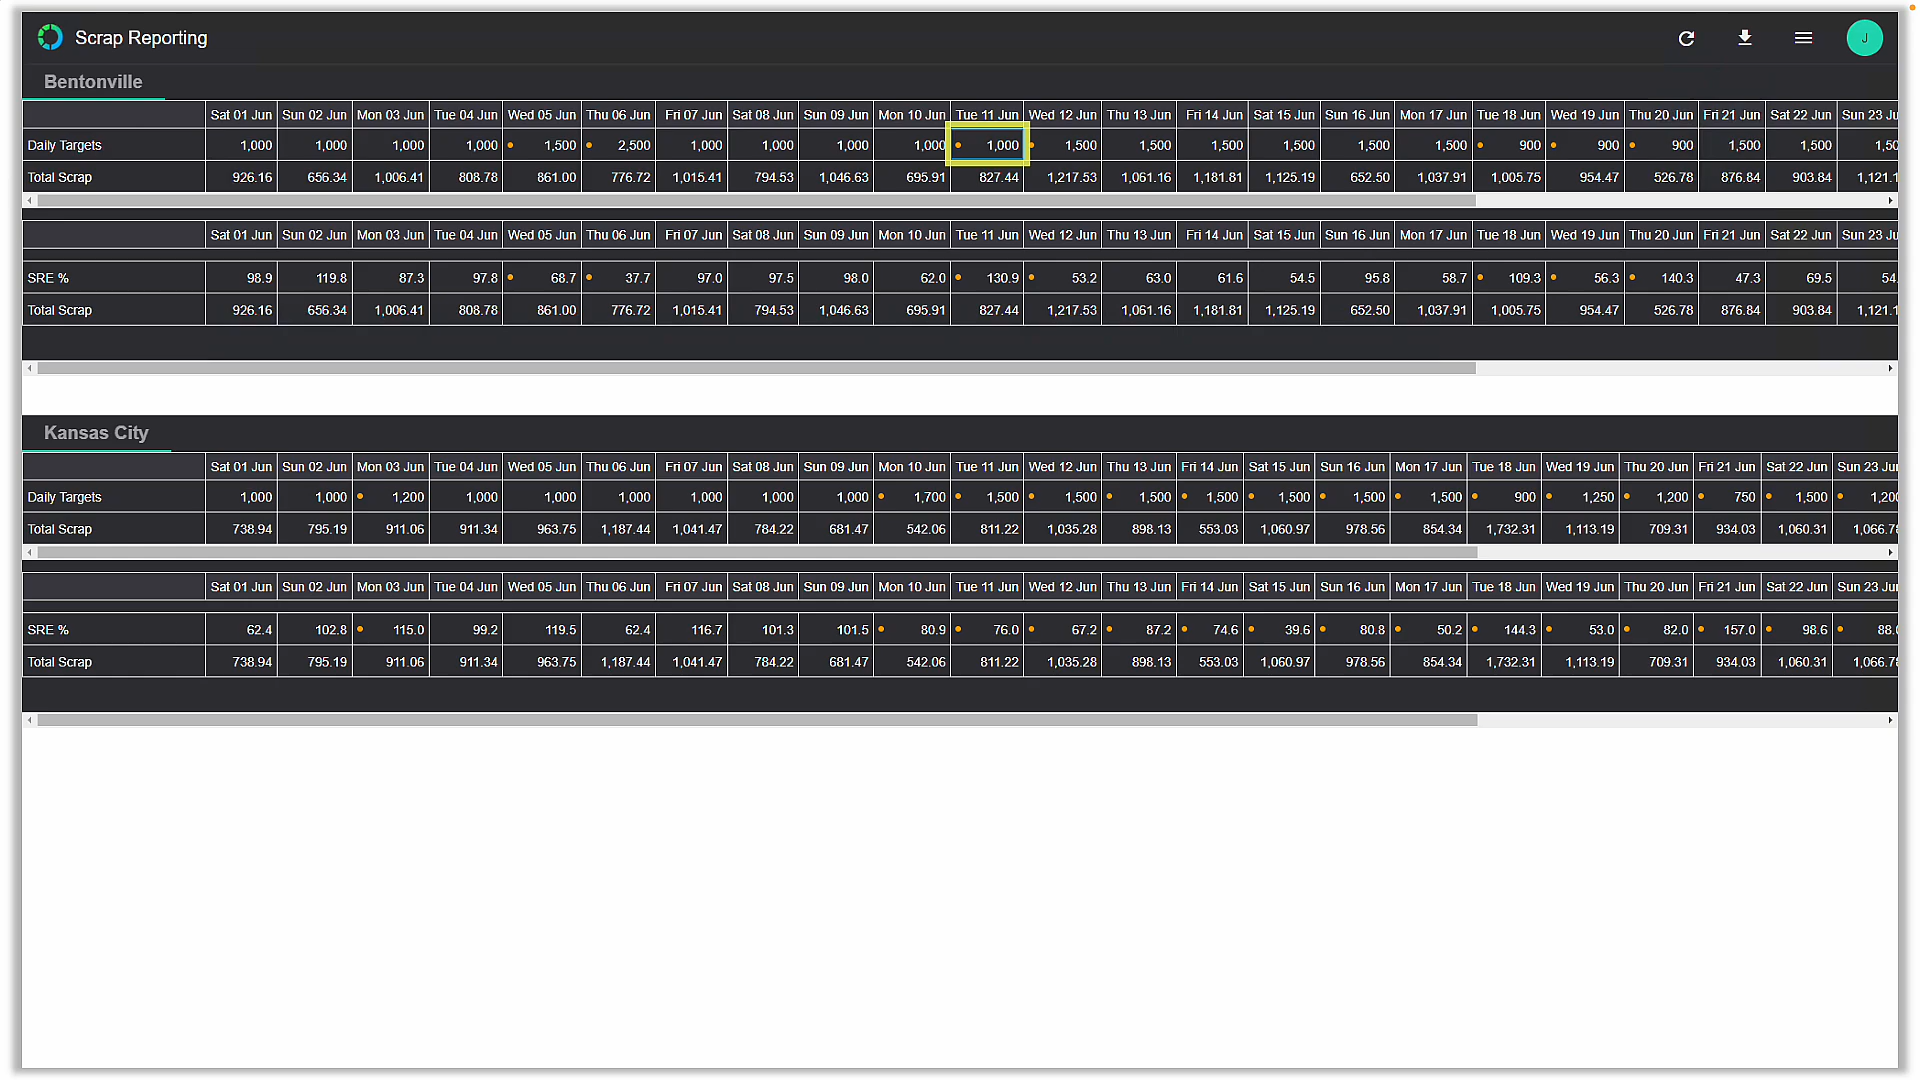 Scrap Reporting
J
Bentonville
Sat 01 Jun Sun 02 Jun Mon 03 Jun Tue 04 Jun Wed 05 Jun Thu 06 Jun Fri 07 Jun Sat 08 Jun Sun 09 Jun Mon 10 Jun Tue 11 Jun Wed 12 Jun Thu 13 Jun Fri 14 Jun Sat 15 Jun Sun 16 Jun Mon 17 Jun Tue 18 Jun Wed 19 Jun Thu 20 Jun Fri 21 Jun Sat 22 Jun Sun 23 Ju
Daily Targets 1,000 1,000 1,000 1,000 1,500 2,500 1,000 1,000 1,000 1,000 1,000 1,500 1,500 1,500 1,500 1,500 1,500 900 900 900 1,500 1,500 1,50
Total Scrap 926.16 656.34 1,006.41 808.78 861.00 776.72 1,015.41 794.53 1,046.63 695.91 827.44 1,217.53 1,061.16 1,181.81 1,125.19 652.50 1,037.91 1,005.75 954.47 526.78 876.84 903.84 1,121.1
Sat 01 Jun Sun 02 Jun Mon 03 Jun Tue 04 Jun Wed 05 Jun Thu 06 Jun Fri 07 Jun Sat 08 Jun Sun 09 Jun Mon 10 Jun Tue 11 Jun Wed 12 Jun Thu 13 Jun Fri 14 Jun Sat 15 Jun Sun 16 Jun Mon 17 Jun Tue 18 Jun Wed 19 Jun Thu 20 Jun Fri 21 Jun Sat 22 Jun Sun 23 Ju
SRE % 98.9 119.8 87.3 97.8 68.7 37.7 97.0 97.5 98.0 62.0 130.9 53.2 63.0 61.6 54.5 95.8 58.7 109.3 56.3 140.3 47.3 69.5 54.
Total Scrap 926.16 656.34 1,006.41 808.78 861.00 776.72 1,015.41 794.53 1,046.63 695.91 827.44 1,217.53 1,061.16 1,181.81 1,125.19 652.50 1,037.91 1,005.75 954.47 526.78 876.84 903.84 1,121.1
Kansas City
Sat 01 Jun Sun 02 Jun Mon 03 Jun Tue 04 Jun Wed 05 Jun Thu 06 Jun Fri 07 Jun Sat 08 Jun Sun 09 Jun Mon 10 Jun Tue 11 Jun Wed 12 Jun Thu 13 Jun Fri 14 Jun Sat 15 Jun Sun 16 Jun Mon 17 Jun Tue 18 Jun Wed 19 Jun Thu 20 Jun Fri 21 Jun Sat 22 Jun Sun 23 Ju
Daily Targets 1,000 1,000 1,200 1,000 1,000 1,000 1,000 1,000 1,000 1,700 1,500 1,500 1,500 1,500 1,500 1,500 1,500 900 1,250 1,200 750 1,500 1,200
Total Scrap 738.94 795.19 911.06 911.34 963.75 1,187.44 1,041.47 784.22 681.47 542.06 811.22 1,035.28 898.13 553.03 1,060.97 978.56 854.34 1,732.31 1,113.19 709.31 934.03 1,060.31 1,066.78
Sat 01 Jun Sun 02 Jun Mon 03 Jun Tue 04 Jun Wed 05 Jun Thu 06 Jun Fri 07 Jun Sat 08 Jun Sun 09 Jun Mon 10 Jun Tue 11 Jun Wed 12 Jun Thu 13 Jun Fri 14 Jun Sat 15 Jun Sun 16 Jun Mon 17 Jun Tue 18 Jun Wed 19 Jun Thu 20 Jun Fri 21 Jun Sat 22 Jun Sun 23 Ju
SRE % 62.4 102.8 115.0 99.2 119.5 62.4 116.7 101.3 101.5 80.9 76.0 67.2 87.2 74.6 39.6 80.8 50.2 144.3 53.0 82.0 157.0 98.6 88.0
Total Scrap 738.94 795.19 911.06 911.34 963.75 1,187.44 1,041.47 784.22 681.47 542.06 811.22 1,035.28 898.13 553.03 1,060.97 978.56 854.34 1,732.31 1,113.19 709.31 934.03 1,060.31 1,066.78